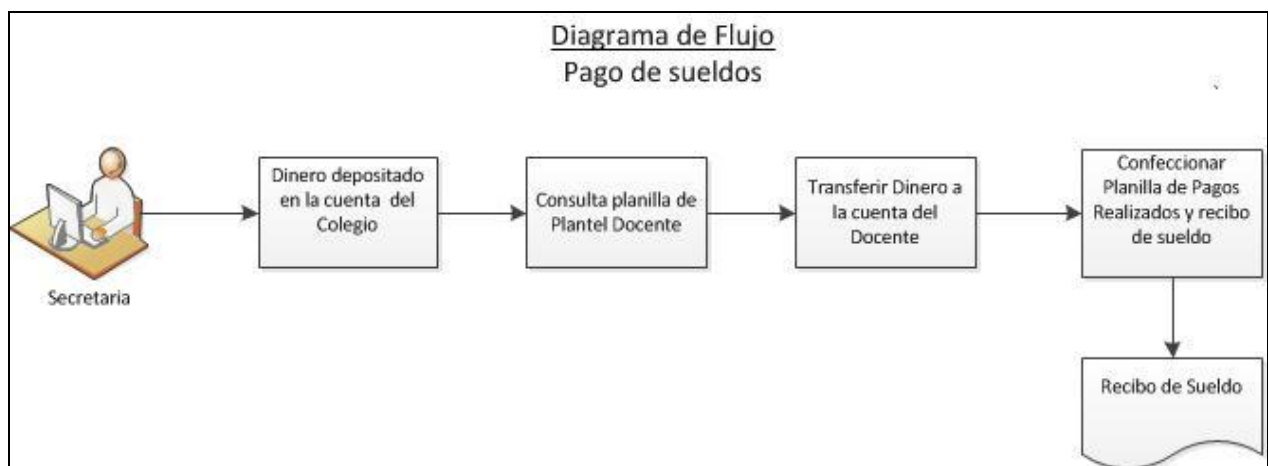 Diagrama de Flujo
Pago de sueldos
Secretaria
Dinero depositado
en la cuenta del
Colegio
Consulta planilla de
Plantel Docente
Transferir Dinero a
la cuenta del
Docente
Confeccionar
Planilla de Pagos
Realizados y recibo
de sueldo
Recibo de Sueldo